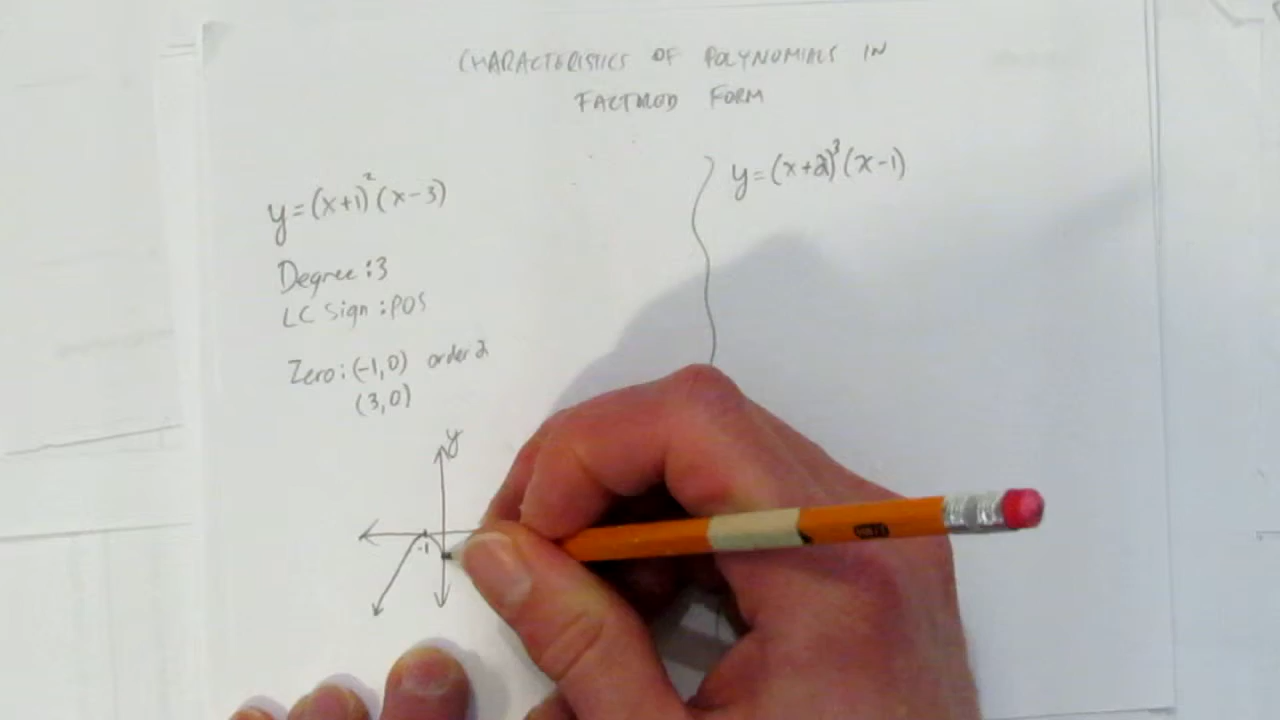 CHARACTERISTICS OF POLYNOMIALS IN
FACTORED FORM
y=(x+1)²(x-3)
Degree:3
LC Sign:POS
Zero:(-1,0) order 2
(3,0)
y
-1
y=(x+2)³(x-1)